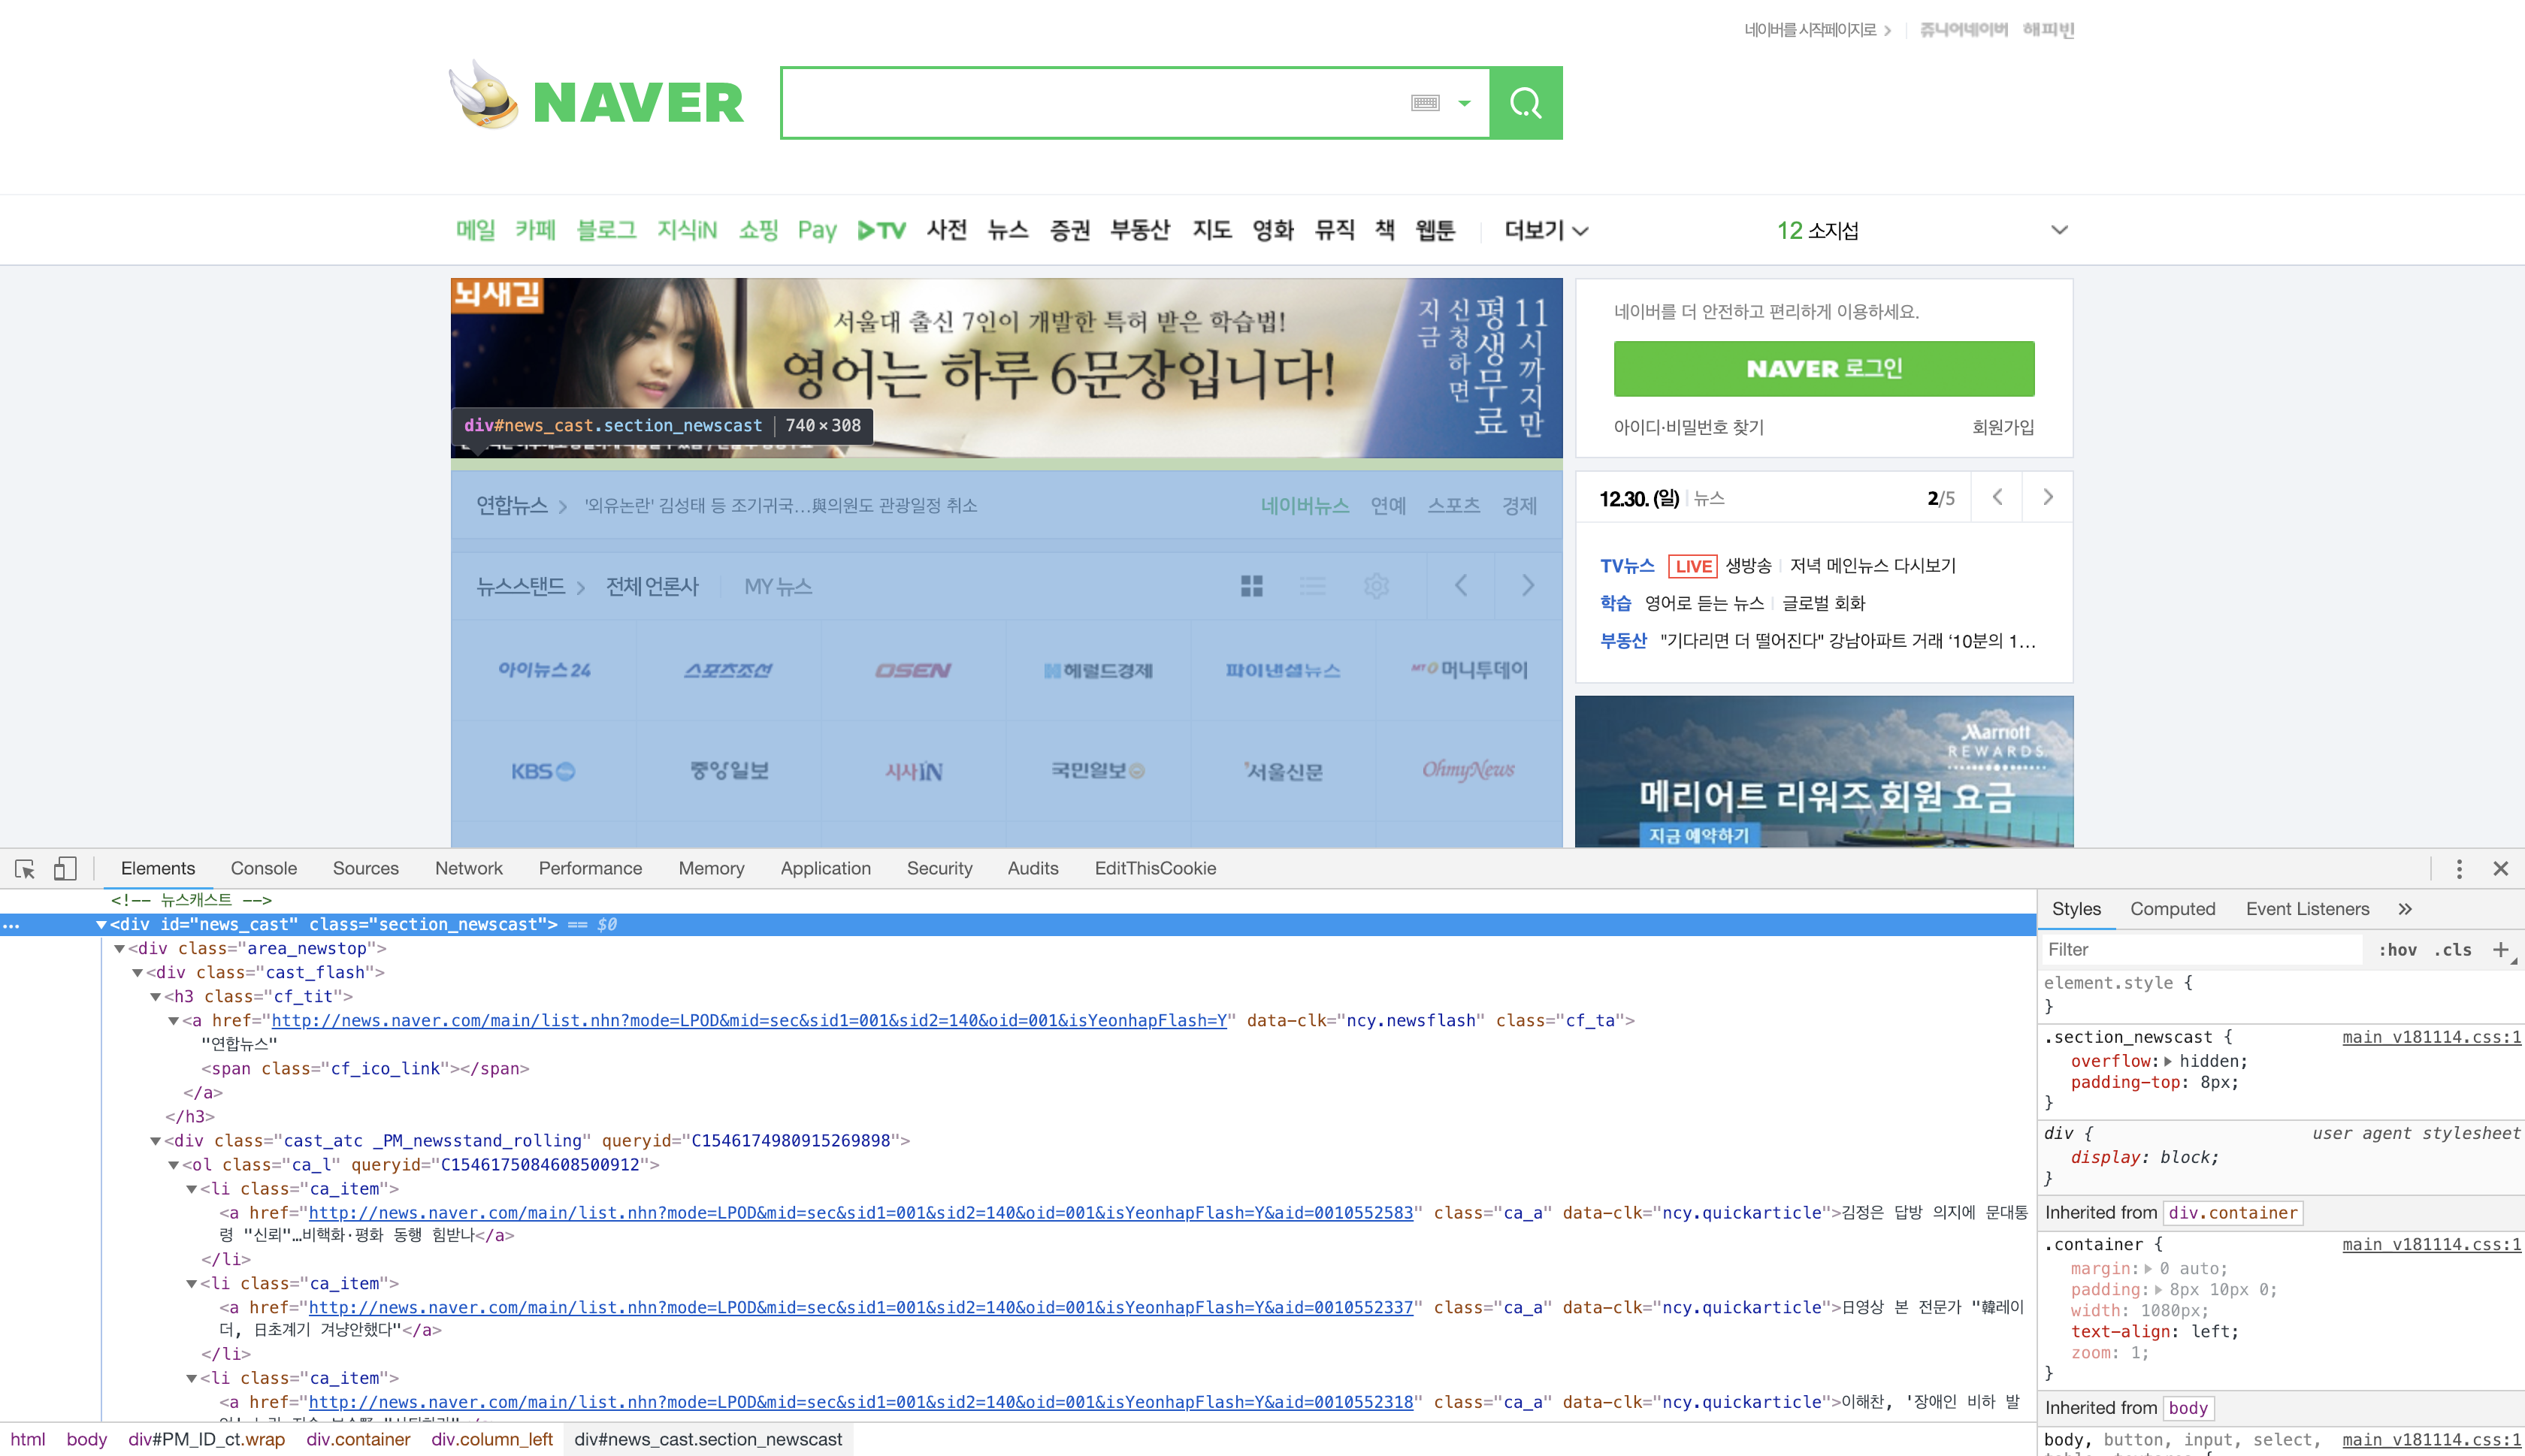 네이버를 시작페이지로
쥬니어네이버 해피빈
NAVER
메일 카페 블로그 지식iN 쇼핑 Pay TV 사전 뉴스 증권 부동산 지도 영화 뮤직 책 웹툰 더보기
12 소지섭
뇌새김
서울대 출신 7인이 개발한 특허 받은 학습법!
영어는 하루 6문장입니다!
11시까지만
평생무료
신청하면
지금
div#news_cast.section_newscast 740 × 308
네이버를 더 안전하고 편리하게 이용하세요.
NAVER 로그인
아이디·비밀번호 찾기 회원가입
연합뉴스 '외유논란' 김성태 등 조기귀국…與의원도 관광일정 취소
네이버뉴스 연예 스포츠 경제
뉴스스탠드 전체 언론사 MY 뉴스
아이뉴스24 스포츠조선 OSEN 헤럴드경제 파이낸셜뉴스 MT 머니투데이
KBS 중앙일보 시사IN 국민일보 서울신문 OhmyNews
12.30. (일) 뉴스 2/5
TV뉴스 LIVE 생방송 저녁 메인뉴스 다시보기
학습 영어로 듣는 뉴스 글로벌 회화
부동산 "기다리면 더 떨어진다" 강남아파트 거래 ‘10분의 1…
Marriott
REWARDS
메리어트 리워즈 회원 요금
지금 예약하기
Elements Console Sources Network Performance Memory Application Security Audits EditThisCookie
<!-- 뉴스캐스트 -->
<div id="news_cast" class="section_newscast"> == $0
<div class="area_newstop">
<div class="cast_flash">
<h3 class="cf_tit">
<a href="http://news.naver.com/main/list.nhn?mode=LPOD&mid=sec&sid1=001&sid2=140&oid=001&isYeonhapFlash=Y" data-clk="ncy.newsflash" class="cf_ta">
"연합뉴스"
<span class="cf_ico_link"></span>
</a>
</h3>
<div class="cast_atc _PM_newsstand_rolling" queryid="C1546174980915269898">
<ol class="ca_l" queryid="C1546175084608500912">
<li class="ca_item">
<a href="http://news.naver.com/main/list.nhn?mode=LPOD&mid=sec&sid1=001&sid2=140&oid=001&isYeonhapFlash=Y&aid=0010552583" class="ca_a" data-clk="ncy.quickarticle">김정은 답방 의지에 문대통
령 "신뢰"…비핵화·평화 동행 힘받나</a>
</li>
<li class="ca_item">
<a href="http://news.naver.com/main/list.nhn?mode=LPOD&mid=sec&sid1=001&sid2=140&oid=001&isYeonhapFlash=Y&aid=0010552337" class="ca_a" data-clk="ncy.quickarticle">日영상 본 전문가 "韓레이
더, 日초계기 겨냥안했다"</a>
</li>
<li class="ca_item">
<a href="http://news.naver.com/main/list.nhn?mode=LPOD&mid=sec&sid1=001&sid2=140&oid=001&isYeonhapFlash=Y&aid=0010552318" class="ca_a" data-clk="ncy.quickarticle">이해찬, '장애인 비하 발
html body div#PM_ID_ct.wrap div.container div.column_left div#news_cast.section_newscast
Styles Computed Event Listeners »
Filter :hov .cls +
element.style {
}
.section_newscast { main_v181114.css:1
overflow: hidden;
padding-top: 8px;
}
div { user agent stylesheet
display: block;
}
Inherited from div.container
.container { main_v181114.css:1
margin: 0 auto;
padding: 8px 10px 0;
width: 1080px;
text-align: left;
zoom: 1;
}
Inherited from body
body, button, input, select, main_v181114.css:1